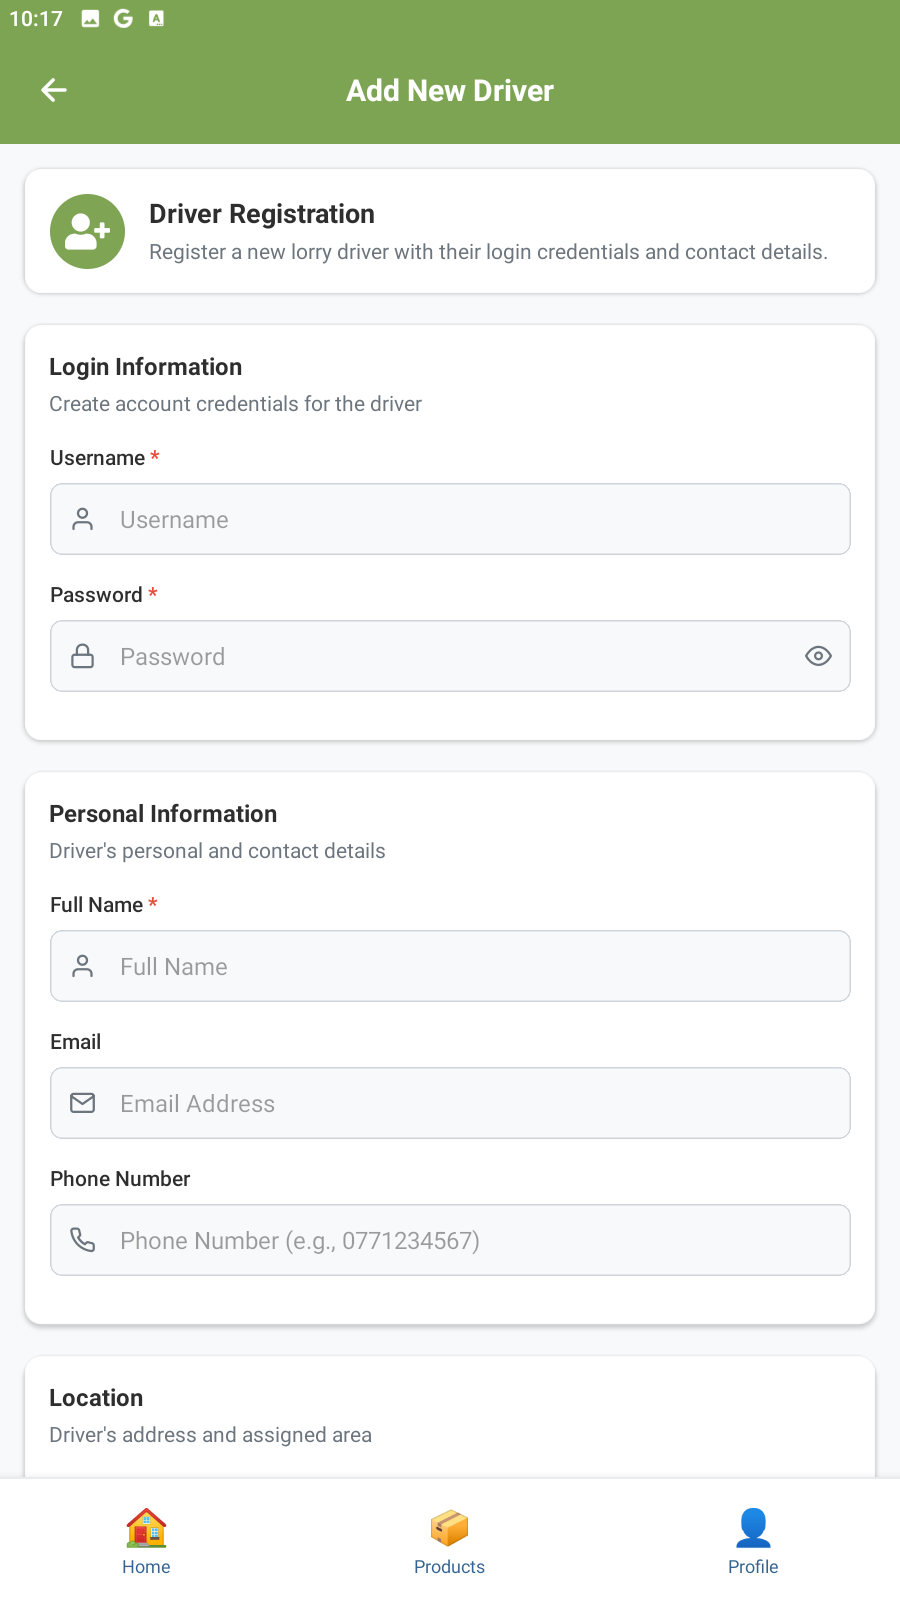 10:17
Add New Driver
Driver Registration
Register a new lorry driver with their login credentials and contact details.
Login Information
Create account credentials for the driver
Username *
Username
Password *
Password
Personal Information
Driver's personal and contact details
Full Name *
Full Name
Email
Email Address
Phone Number
Phone Number (e.g., 0771234567)
Location
Driver's address and assigned area
Home
Products
Profile